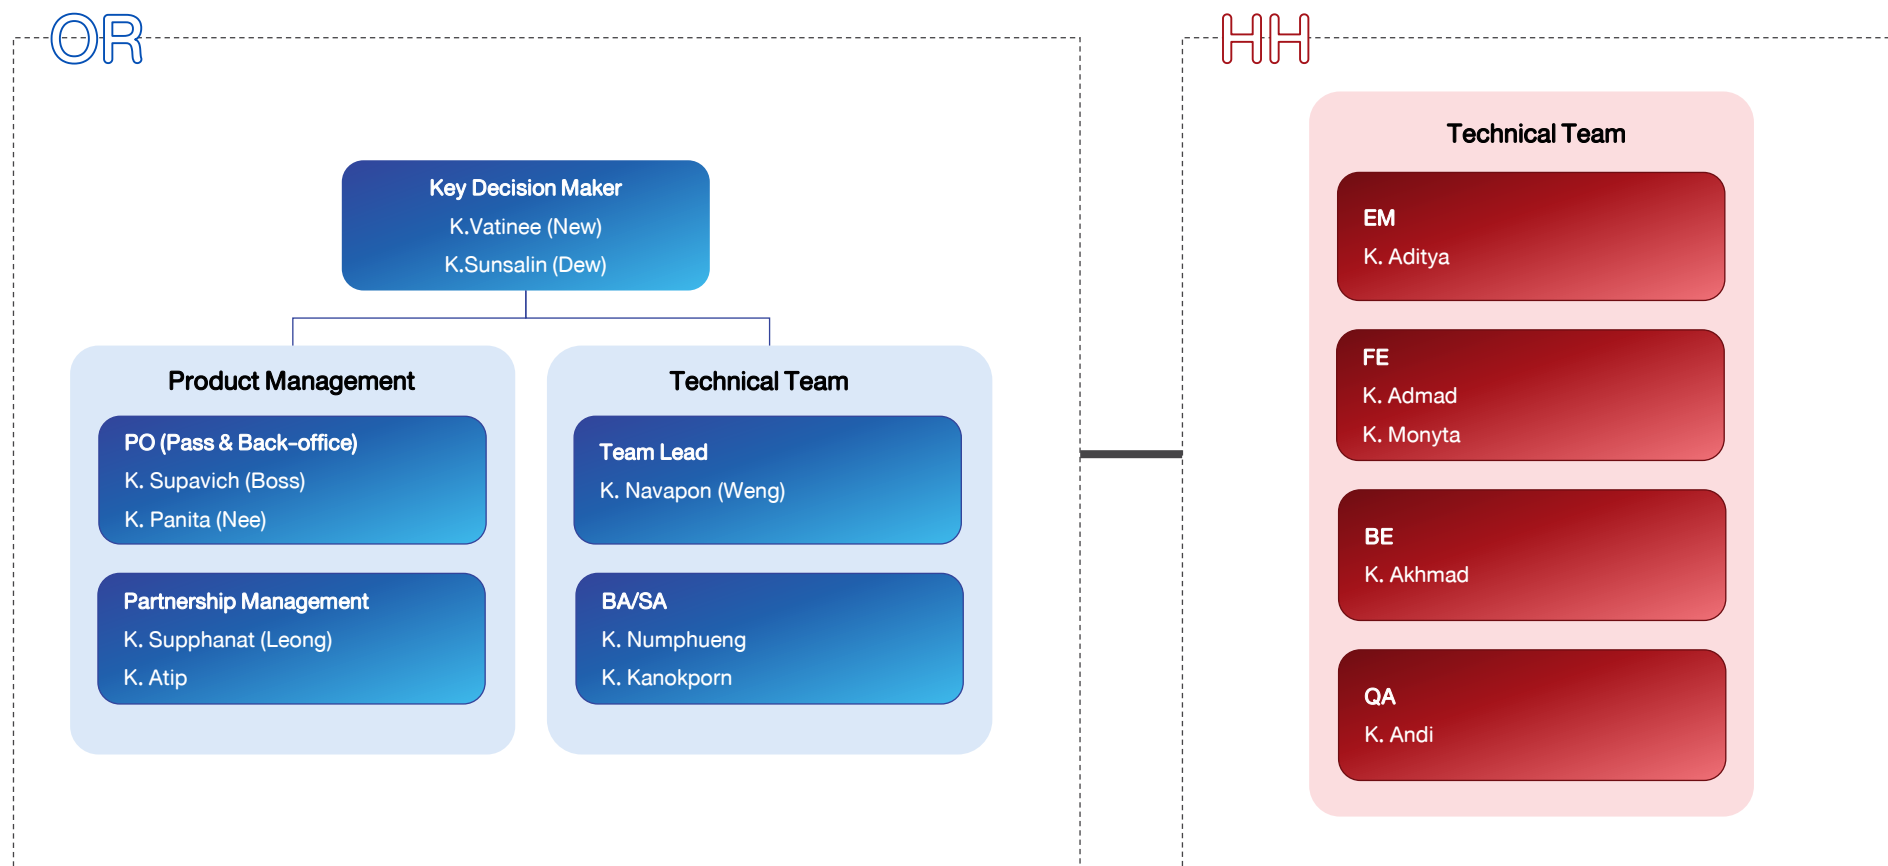 OR
Key Decision Maker
K.Vatinee (New)
K.Sunsalin (Dew)
Product Management
PO (Pass & Back-office)
K. Supavich (Boss)
K. Panita (Nee)
Partnership Management
K. Supphanat (Leong)
K. Atip
Technical Team
Team Lead
K. Navapon (Weng)
BA/SA
K. Numphueng
K. Kanokporn
HH
Technical Team
EM
K. Aditya
FE
K. Admad
K. Monyta
BE
K. Akhmad
QA
K. Andi